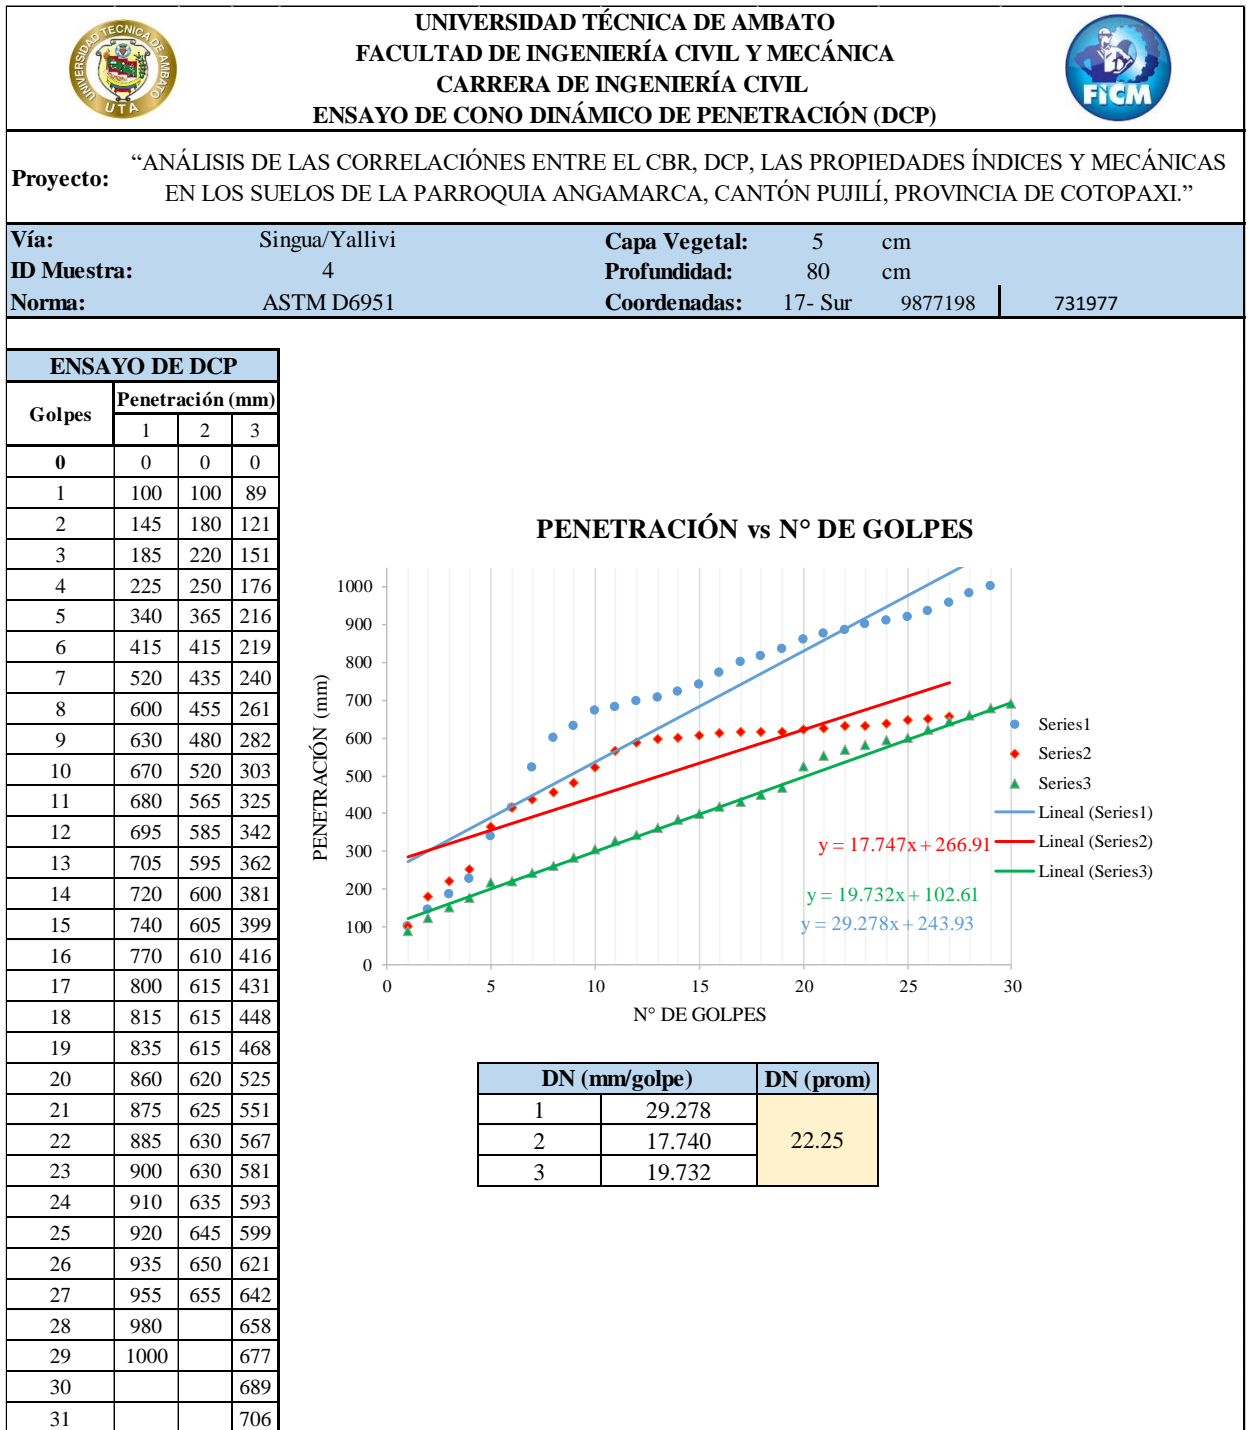 UNIVERSIDAD TÉCNICA DE AMBATO
FACULTAD DE INGENIERÍA CIVIL Y MECÁNICA
CARRERA DE INGENIERÍA CIVIL
ENSAYO DE CONO DINÁMICO DE PENETRACIÓN (DCP)
UNIVERSIDAD TECNICA DE AMBATO
UTA
FICM
Proyecto: “ANÁLISIS DE LAS CORRELACIÓNES ENTRE EL CBR, DCP, LAS PROPIEDADES ÍNDICES Y MECÁNICAS
EN LOS SUELOS DE LA PARROQUIA ANGAMARCA, CANTÓN PUJILÍ, PROVINCIA DE COTOPAXI.”
Vía: Singua/Yallivi Capa Vegetal: 5 cm
ID Muestra: 4 Profundidad: 80 cm
Norma: ASTM D6951 Coordenadas: 17- Sur 9877198 731977
ENSAYO DE DCP
Golpes Penetración (mm)
1 2 3
0 0 0 0
1 100 100 89
2 145 180 121
3 185 220 151
4 225 250 176
5 340 365 216
6 415 415 219
7 520 435 240
8 600 455 261
9 630 480 282
10 670 520 303
11 680 565 325
12 695 585 342
13 705 595 362
14 720 600 381
15 740 605 399
16 770 610 416
17 800 615 431
18 815 615 448
19 835 615 468
20 860 620 525
21 875 625 551
22 885 630 567
23 900 630 581
24 910 635 593
25 920 645 599
26 935 650 621
27 955 655 642
28 980 658
29 1000 677
30 689
31 706
PENETRACIÓN vs N° DE GOLPES
PENETRACIÓN (mm)
1000
900
800
700
600
500
400
300
200
100
0
0 5 10 15 20 25 30
N° DE GOLPES
y = 17.747x + 266.91
y = 19.732x + 102.61
y = 29.278x + 243.93
Series1
Series2
Series3
Lineal (Series1)
Lineal (Series2)
Lineal (Series3)
DN (mm/golpe) DN (prom)
1 29.278
2 17.740 22.25
3 19.732